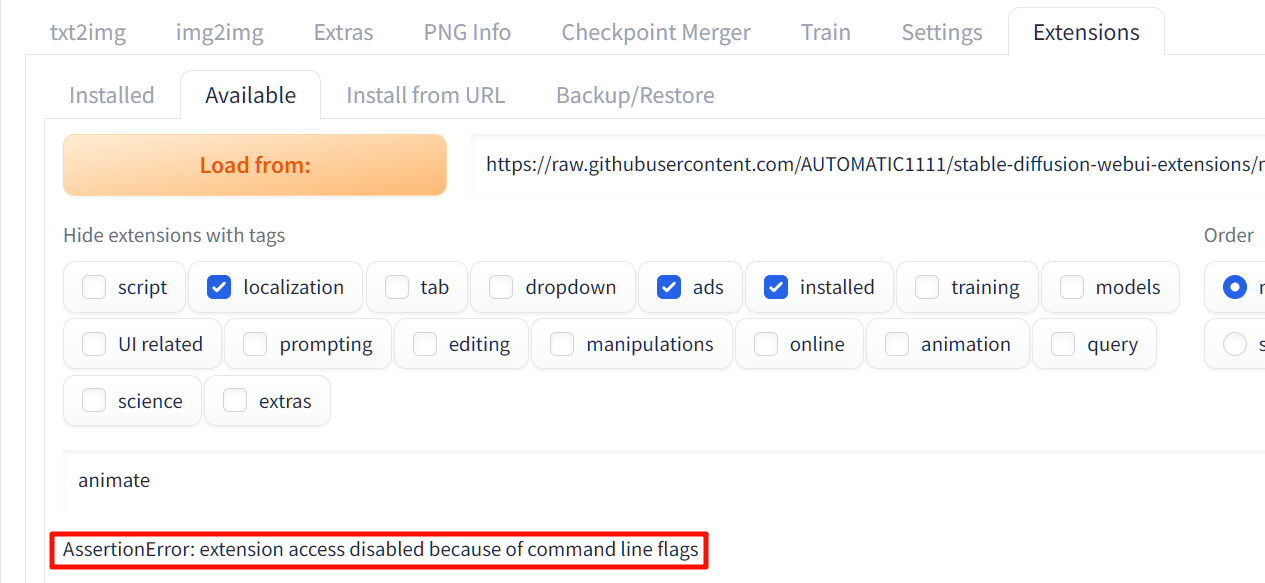 txt2img img2img Extras PNG Info Checkpoint Merger Train Settings Extensions
Installed Available Install from URL Backup/Restore
Load from: https://raw.githubusercontent.com/AUTOMATIC1111/stable-diffusion-webui-extensions/
Hide extensions with tags Order
script localization tab dropdown ads installed training models
UI related prompting editing manipulations online animation query
science extras
animate
AssertionError: extension access disabled because of command line flags